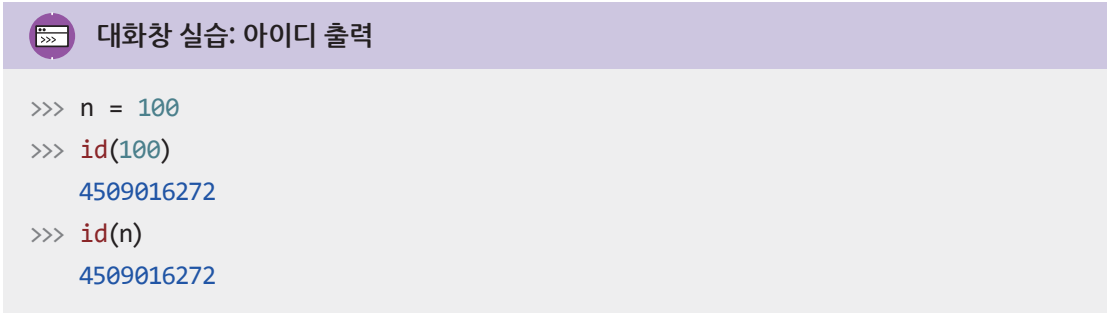 >>>
대화창 실습: 아이디 출력
>>> n = 100
>>> id(100)
4509016272
>>> id(n)
4509016272